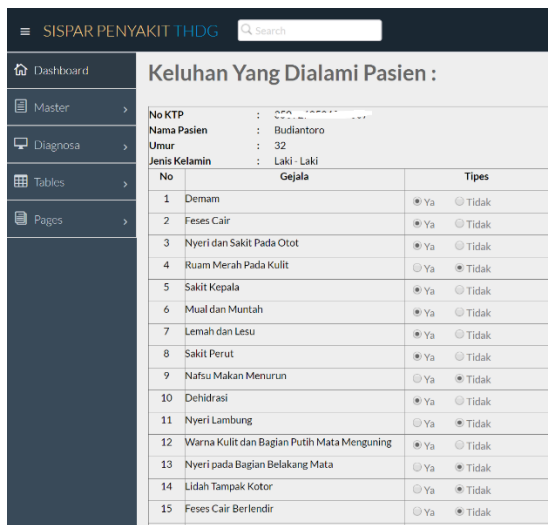 SISPAR PENYAKIT THDG
Search
Dashboard
Master
Diagnosa
Tables
Pages
Keluhan Yang Dialami Pasien :
No KTP :
Nama Pasien : Budiantoro
Umur : 32
Jenis Kelamin : Laki - Laki
No Gejala Tipes
1 Demam Ya Tidak
2 Feses Cair Ya Tidak
3 Nyeri dan Sakit Pada Otot Ya Tidak
4 Ruam Merah Pada Kulit Ya Tidak
5 Sakit Kepala Ya Tidak
6 Mual dan Muntah Ya Tidak
7 Lemah dan Lesu Ya Tidak
8 Sakit Perut Ya Tidak
9 Nafsu Makan Menurun Ya Tidak
10 Dehidrasi Ya Tidak
11 Nyeri Lambung Ya Tidak
12 Warna Kulit dan Bagian Putih Mata Menguning Ya Tidak
13 Nyeri pada Bagian Belakang Mata Ya Tidak
14 Lidah Tampak Kotor Ya Tidak
15 Feses Cair Berlendir Ya Tidak